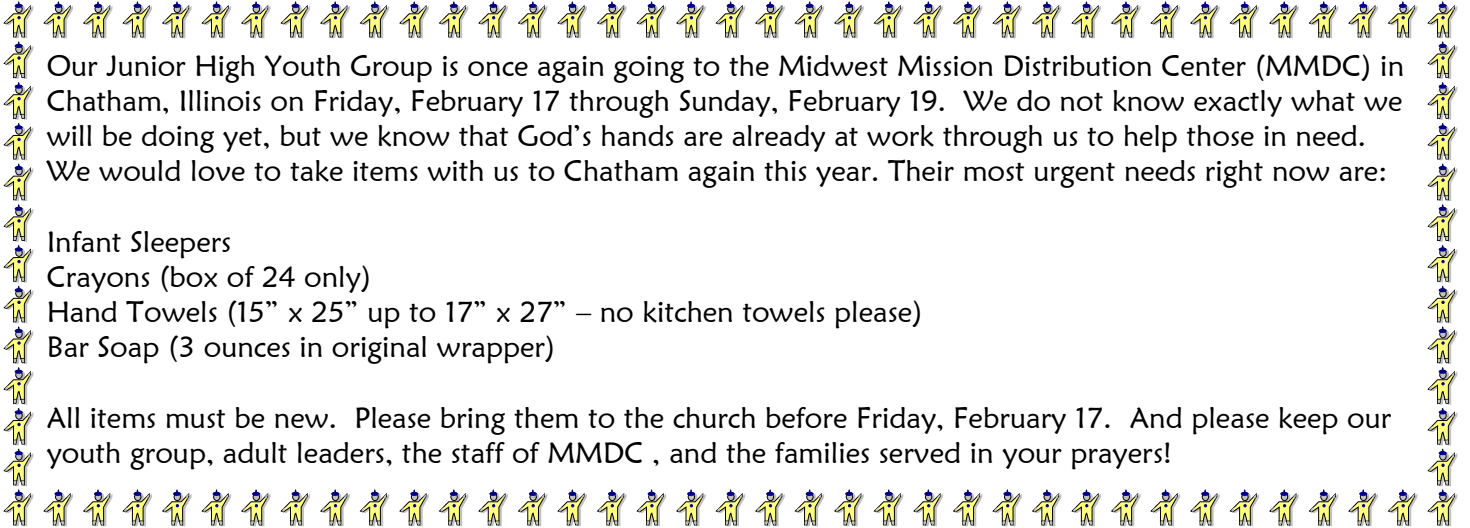 Our Junior High Youth Group is once again going to the Midwest Mission Distribution Center (MMDC) in
Chatham, Illinois on Friday, February 17 through Sunday, February 19.  We do not know exactly what we
will be doing yet, but we know that God’s hands are already at work through us to help those in need.
We would love to take items with us to Chatham again this year. Their most urgent needs right now are:
Infant Sleepers
Crayons (box of 24 only)
Hand Towels (15” x 25” up to 17” x 27” – no kitchen towels please)
Bar Soap (3 ounces in original wrapper)
All items must be new.  Please bring them to the church before Friday, February 17.  And please keep our
youth group, adult leaders, the staff of MMDC , and the families served in your prayers!